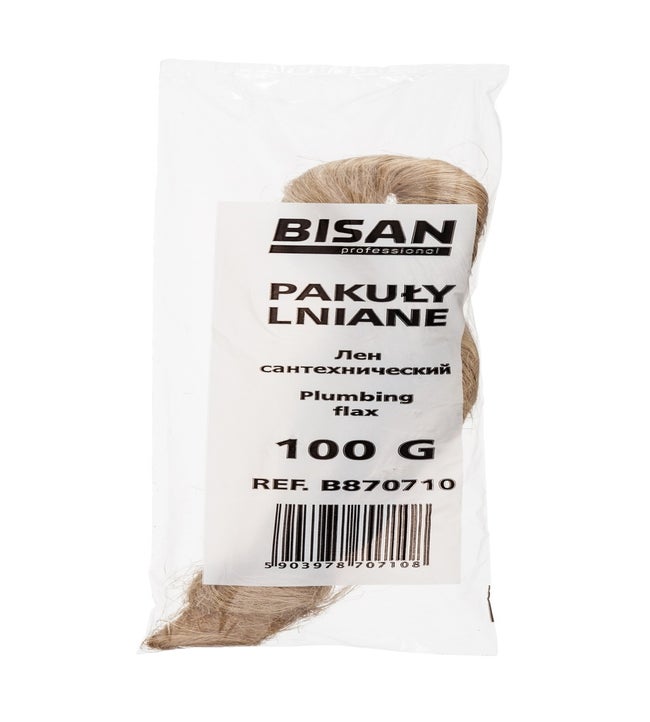 BISAN
professional
PAKUŁY
LNIANE
Лен
сантехнический
Plumbing
flax
100 G
REF. B870710
5 903978 707108